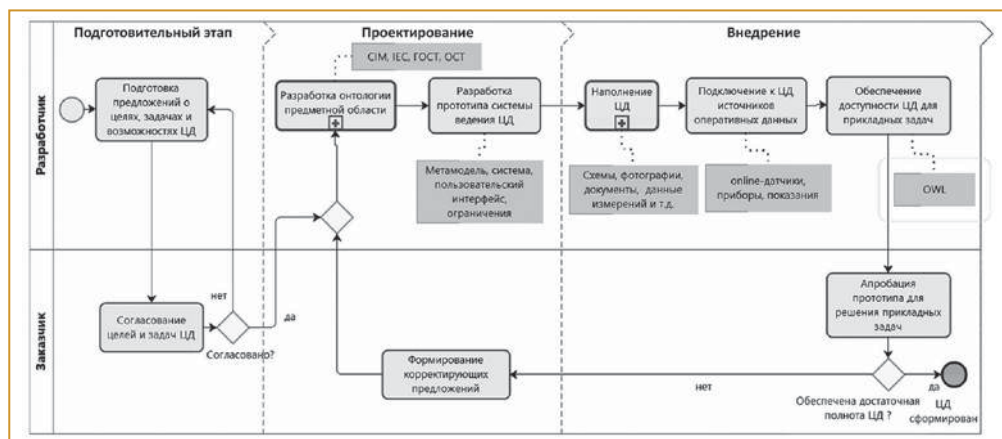 Подготовительный этап
Проектирование
Внедрение
Разработчик
Подготовка
предложений о
целях, задачах и
возможностях ЦД
CIM, IEC, ГОСТ, ОСТ
Разработка онтологии
предметной области
Разработка
прототипа системы
ведения ЦД
Метамодель, система,
пользовательский
интерфейс,
ограничения
Наполнение
ЦД
Схемы, фотографии,
документы, данные
измерений и т.д.
Подключение к ЦД
источников
оперативных данных
online-датчики,
приборы, показания
Обеспечение
доступности ЦД для
прикладных задач
OWL
Заказчик
Согласование
целей и задач ЦД
нет
да
Согласовано?
Формирование
корректирующих
предложений
Апробация
прототипа для
решения прикладных
задач
нет
да
Обеспечена достаточная
полнота ЦД ?
ЦД
сформирован